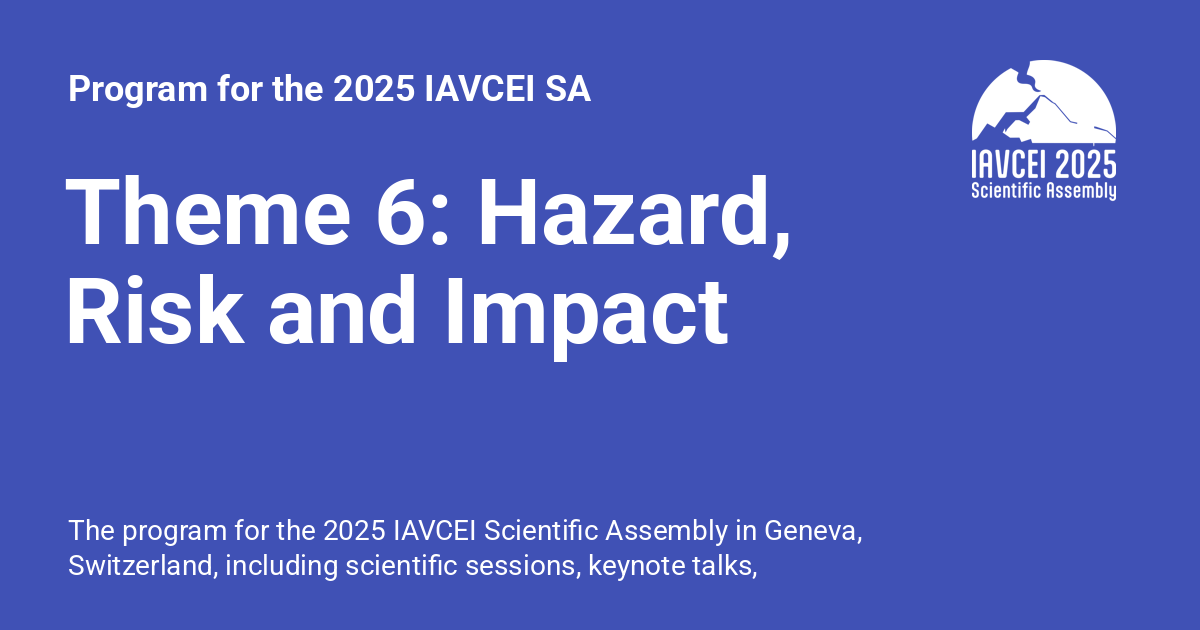 Program for the 2025 IAVCEI SA
IAVCEI 2025
Scientific Assembly
Theme 6: Hazard,
Risk and Impact
The program for the 2025 IAVCEI Scientific Assembly in Geneva,
Switzerland, including scientific sessions, keynote talks,